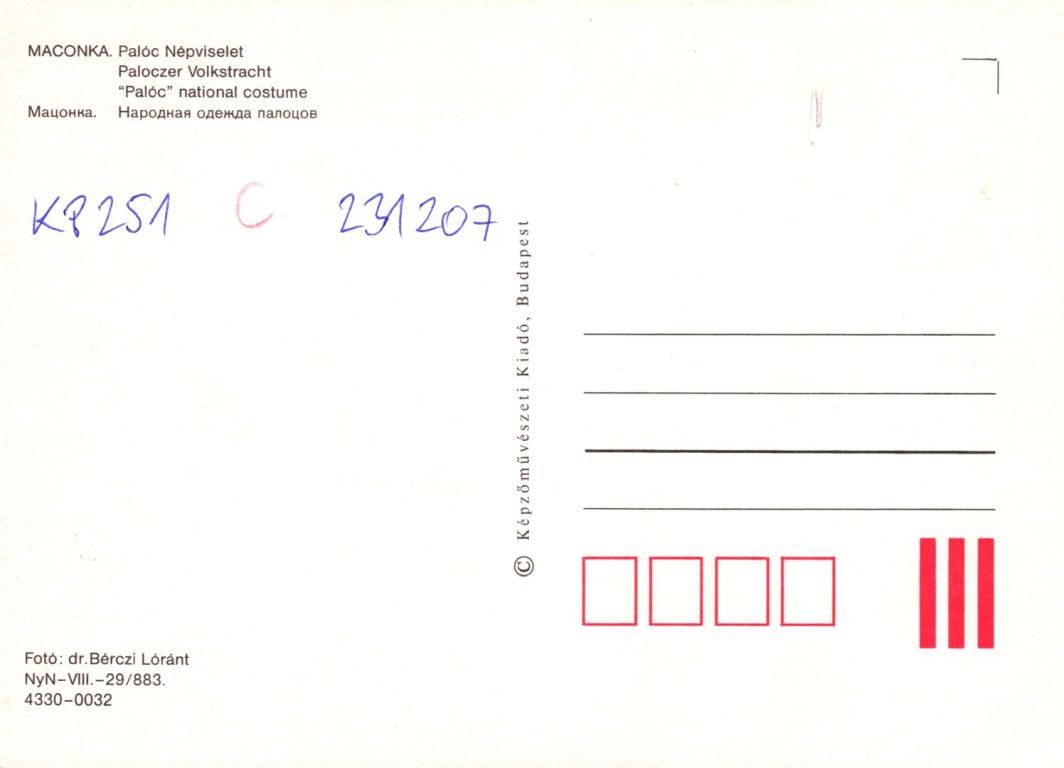 MACONKA. Palóc Népviselet
Paloczer Volkstracht
“Palóc” national costume
Мацонка. Народная одежда палоцов
KP251 C 231207
© Képzőművészeti Kiadó, Budapest
Fotó: dr. Bérczi Lóránt
NyN–VIII.–29/883.
4330–0032